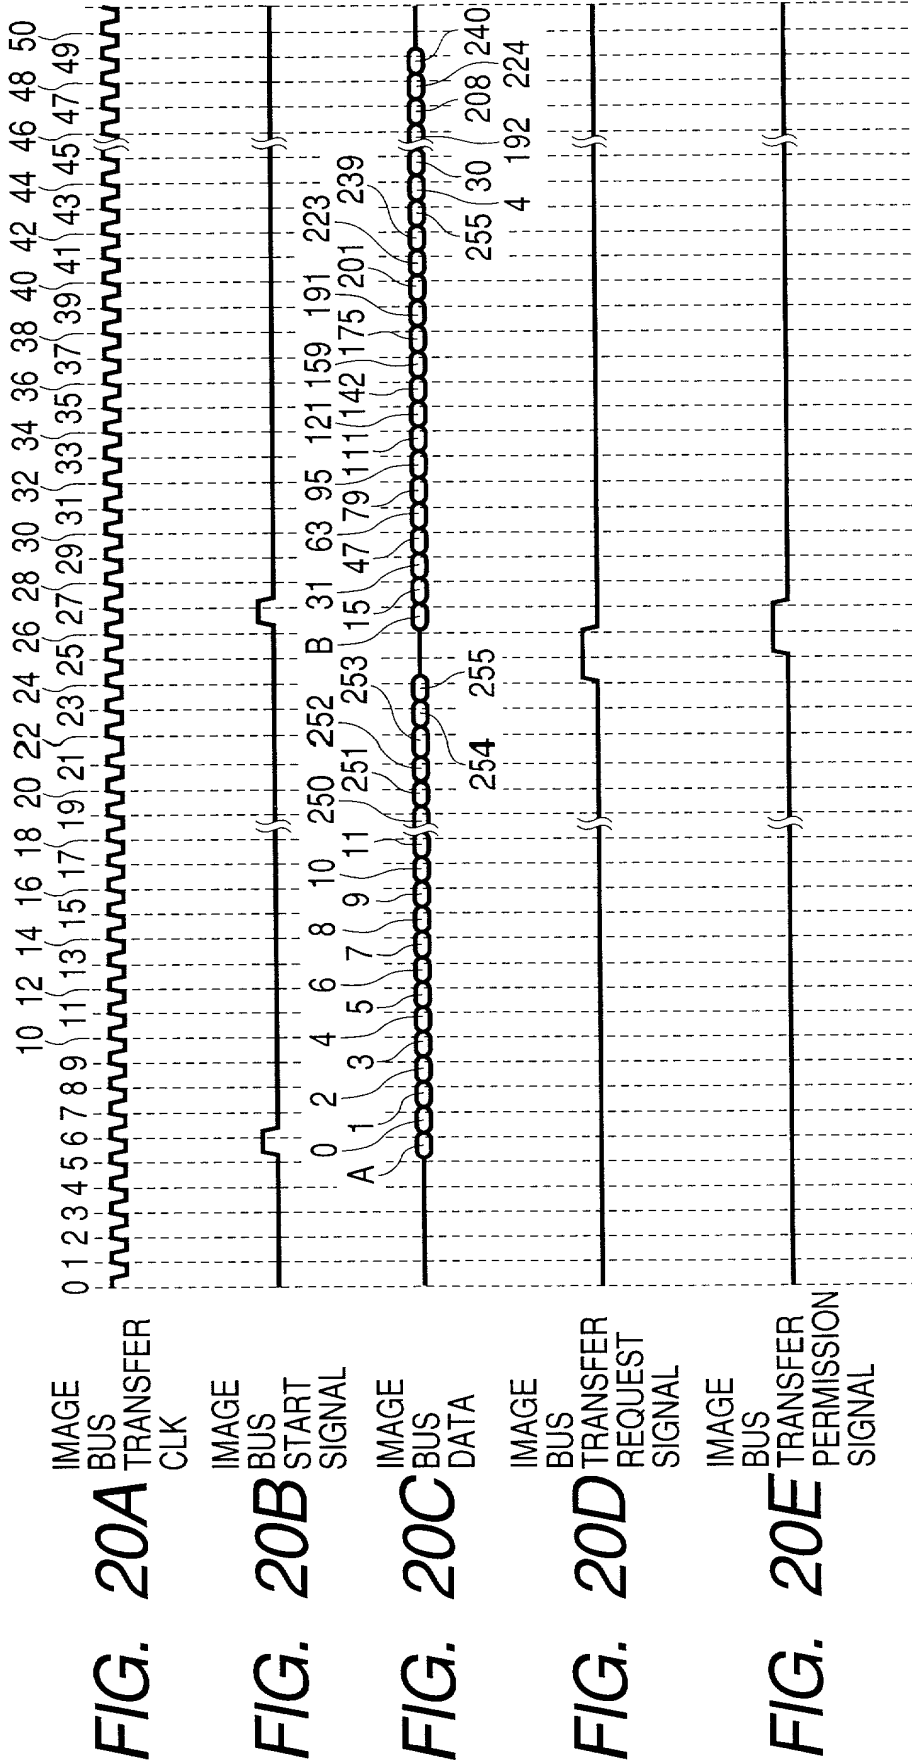 FIG. 20A
IMAGE
BUS
TRANSFER
CLK
0 1 2 3 4 5 6 7 8 9 10 11 12 13 14 15 16 17 18 19 20 21 22 23 24 25 26 27 28 29 30 31 32 33 34 35 36 37 38 39 40 41 42 43 44 45 46 47 48 49 50
FIG. 20B
IMAGE
BUS
START
SIGNAL
FIG. 20C
IMAGE
BUS
DATA
A 0 1 2 3 4 5 6 7 8 9 10 11 250 251 252 253 254 255 B 15 31 47 63 79 95 111 121 142 159 175 191 201 223 239 255 4 30 192 208 224 240
FIG. 20D
IMAGE
BUS
TRANSFER
REQUEST
SIGNAL
FIG. 20E
IMAGE
BUS
TRANSFER
PERMISSION
SIGNAL